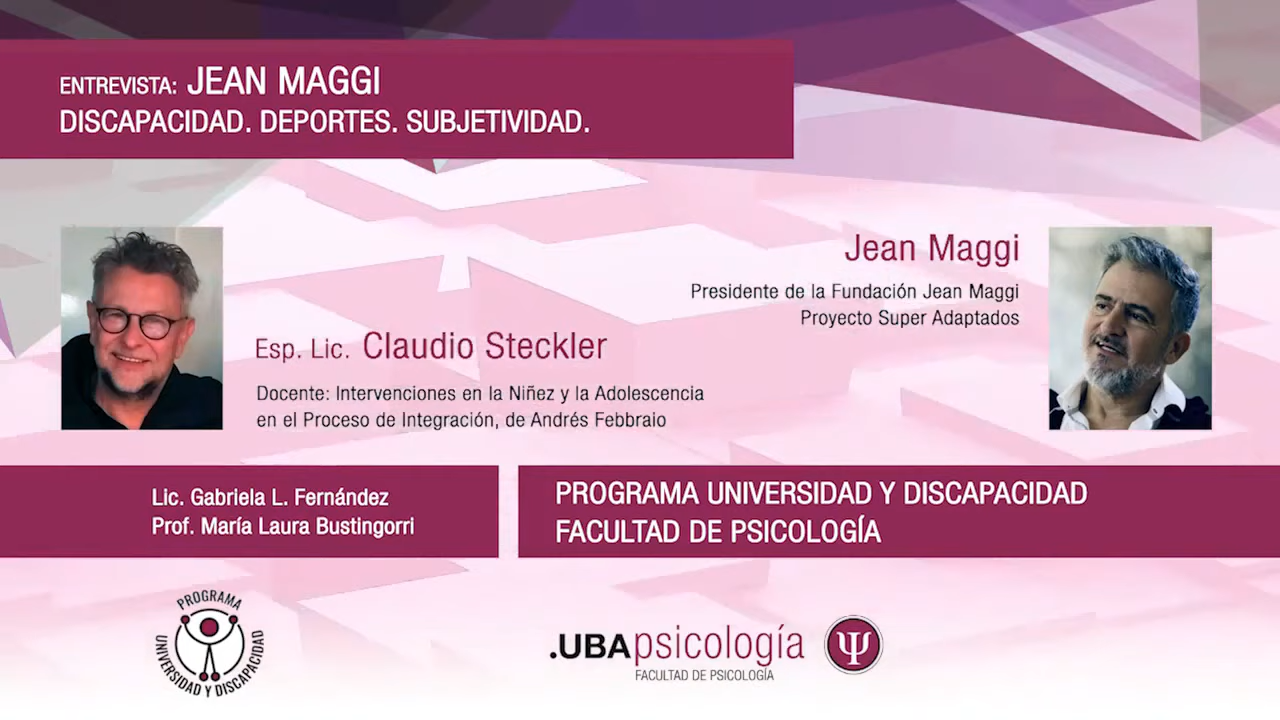 ENTREVISTA: JEAN MAGGI
DISCAPACIDAD. DEPORTES. SUBJETIVIDAD.
Jean Maggi
Presidente de la Fundación Jean Maggi
Proyecto Super Adaptados
Esp. Lic. Claudio Steckler
Docente: Intervenciones en la Niñez y la Adolescencia
en el Proceso de Integración, de Andrés Febbraio
Lic. Gabriela L. Fernández
Prof. María Laura Bustingorri
PROGRAMA UNIVERSIDAD Y DISCAPACIDAD
FACULTAD DE PSICOLOGÍA
PROGRAMA
UNIVERSIDAD Y DISCAPACIDAD
.UBApsicología
FACULTAD DE PSICOLOGÍA
Ψ